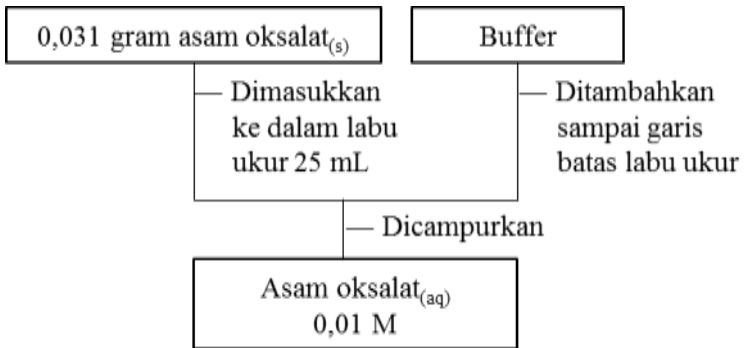 0,031 gram asam oksalat(s)
Buffer
Dimasukkan
ke dalam labu
ukur 25 mL
Ditambahkan
sampai garis
batas labu ukur
Dicampurkan
Asam oksalat(aq)
0,01 M